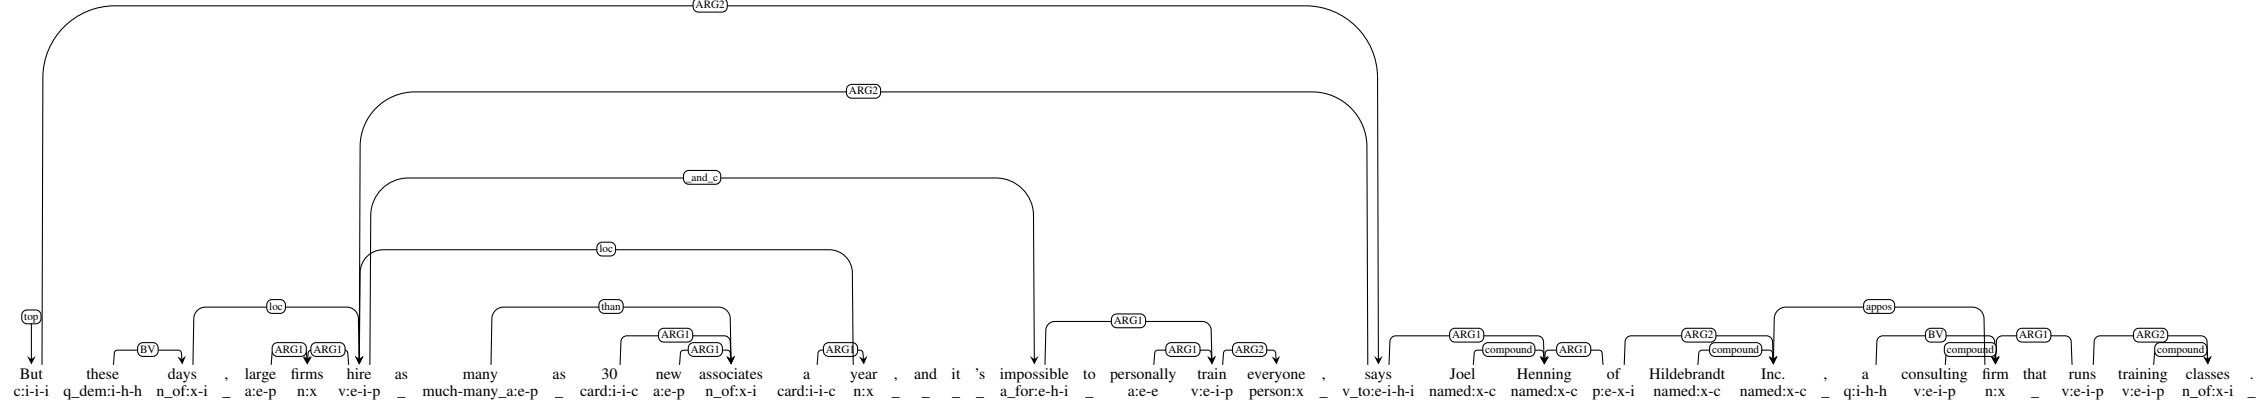 ARG2
ARG2
_and_c
loc
loc than ARG1 appos
top ARG1 ARG1 ARG2 BV ARG1 ARG2
BV ARG1 ARG1 ARG1 ARG1 ARG1 ARG2 compound ARG1 compound compound compound
But these days , large firms hire as many as 30 new associates a year , and it 's impossible to personally train everyone , says Joel Henning of Hildebrandt Inc. , a consulting firm that runs training classes .
c:i-i-i q_dem:i-h-h n_of:x-i _ a:e-p n:x v:e-i-p _ much-many_a:e-p _ card:i-i-c a:e-p n_of:x-i card:i-i-c n:x _ _ _ _ a_for:e-h-i _ a:e-e v:e-i-p person:x _ v_to:e-i-h-i named:x-c named:x-c p:e-x-i named:x-c named:x-c _ q:i-h-h v:e-i-p n:x _ v:e-i-p v:e-i-p n_of:x-i _